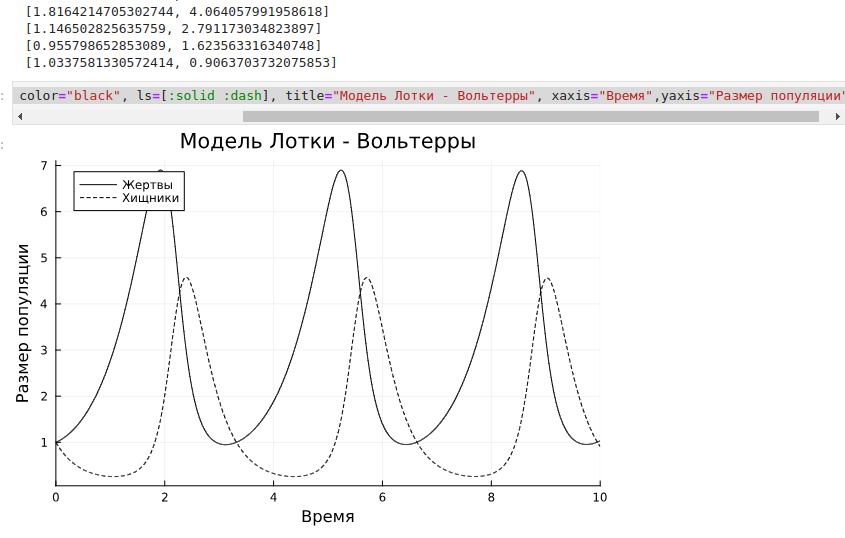 [1.8164214705302744, 4.064057991958618]
[1.146502825635759, 2.791173034823897]
[0.955798652853089, 1.623563316340748]
[1.0337581330572414, 0.9063703732075853]
color="black", ls=[:solid :dash], title="Модель Лотки - Вольтерры", xaxis="Время",yaxis="Размер популяции"
Модель Лотки - Вольтерры
Жертвы
Хищники
Размер популяции
7
6
5
4
3
2
1
0 2 4 6 8 10
Время